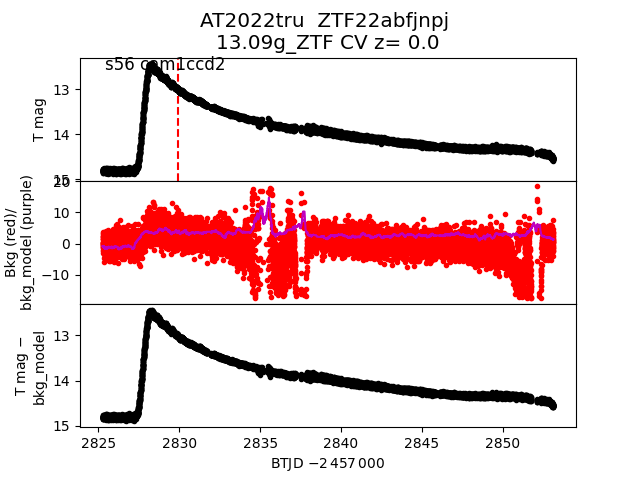 AT2022tru ZTF22abfjnpj
13.09g_ZTF CV z= 0.0
s56 cam1ccd2
T mag
13
14
15
Bkg (red)/
bkg_model (purple)
20
10
0
−10
T mag −
bkg_model
13
14
15
2825
2830
2835
2840
2845
2850
BTJD −2 457 000